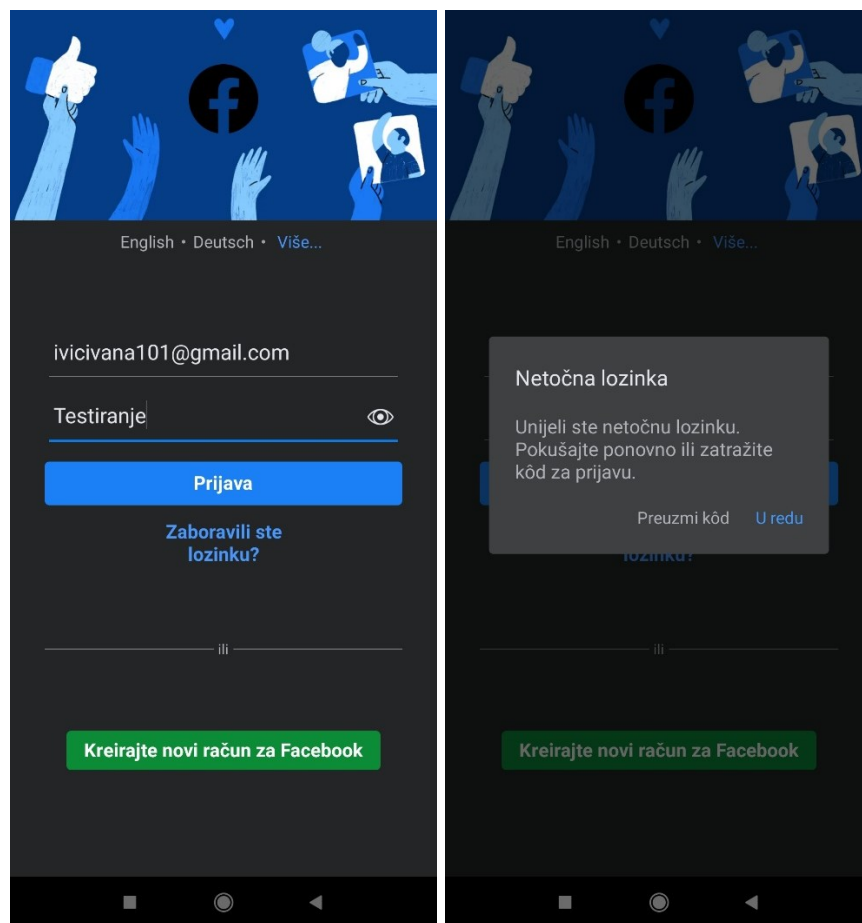 English • Deutsch • Više...
ivicivana101@gmail.com
Testiranje
Prijava
Zaboravili ste
lozinku?
ili
Kreirajte novi račun za Facebook
English • Deutsch • Više...
Netočna lozinka
Unijeli ste netočnu lozinku.
Pokušajte ponovno ili zatražite
kôd za prijavu.
Preuzmi kôd U redu
lozinku?
ili
Kreirajte novi račun za Facebook